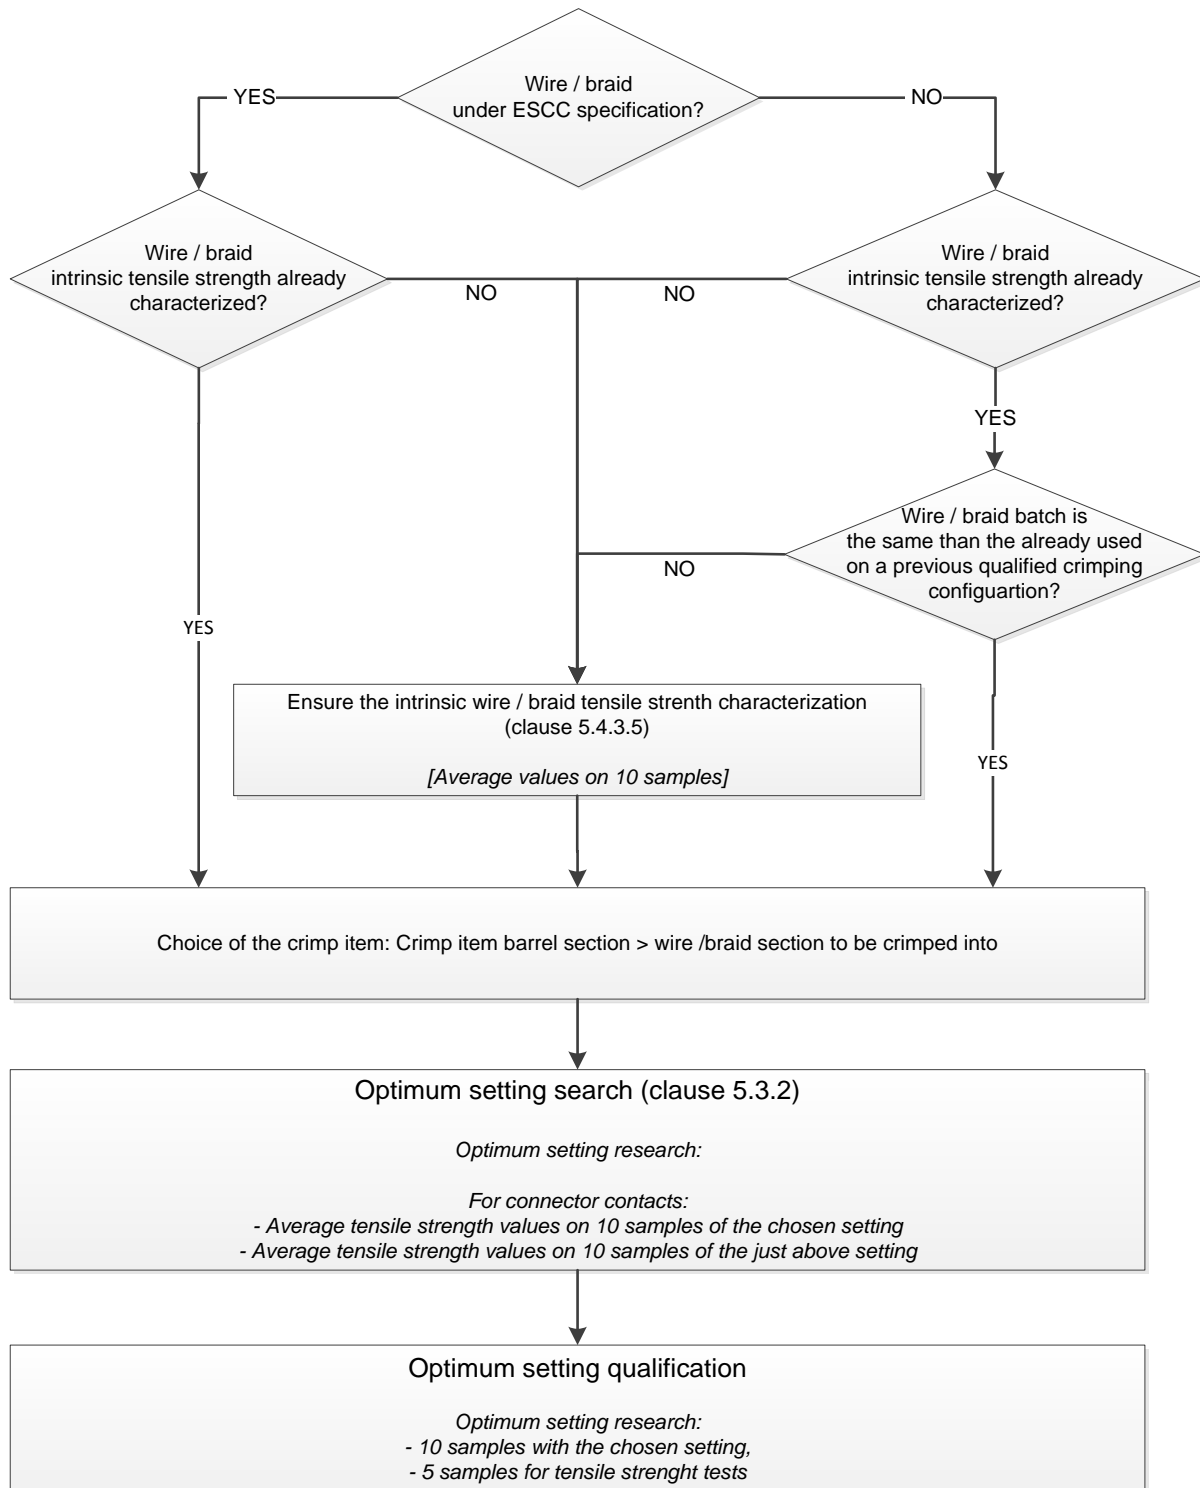 Wire / braid
under ESCC specification?
YES
NO
Wire / braid
intrinsic tensile strength already
characterized?
NO
NO
Wire / braid
intrinsic tensile strength already
characterized?
YES
Wire / braid batch is
the same than the already used
on a previous qualified crimping
configuartion?
NO
YES
Ensure the intrinsic wire / braid tensile strenth characterization
(clause 5.4.3.5)
[Average values on 10 samples]
YES
Choice of the crimp item: Crimp item barrel section > wire /braid section to be crimped into
Optimum setting search (clause 5.3.2)
Optimum setting research:
For connector contacts:
- Average tensile strength values on 10 samples of the chosen setting
- Average tensile strength values on 10 samples of the just above setting
Optimum setting qualification
Optimum setting research:
- 10 samples with the chosen setting,
- 5 samples for tensile strenght tests